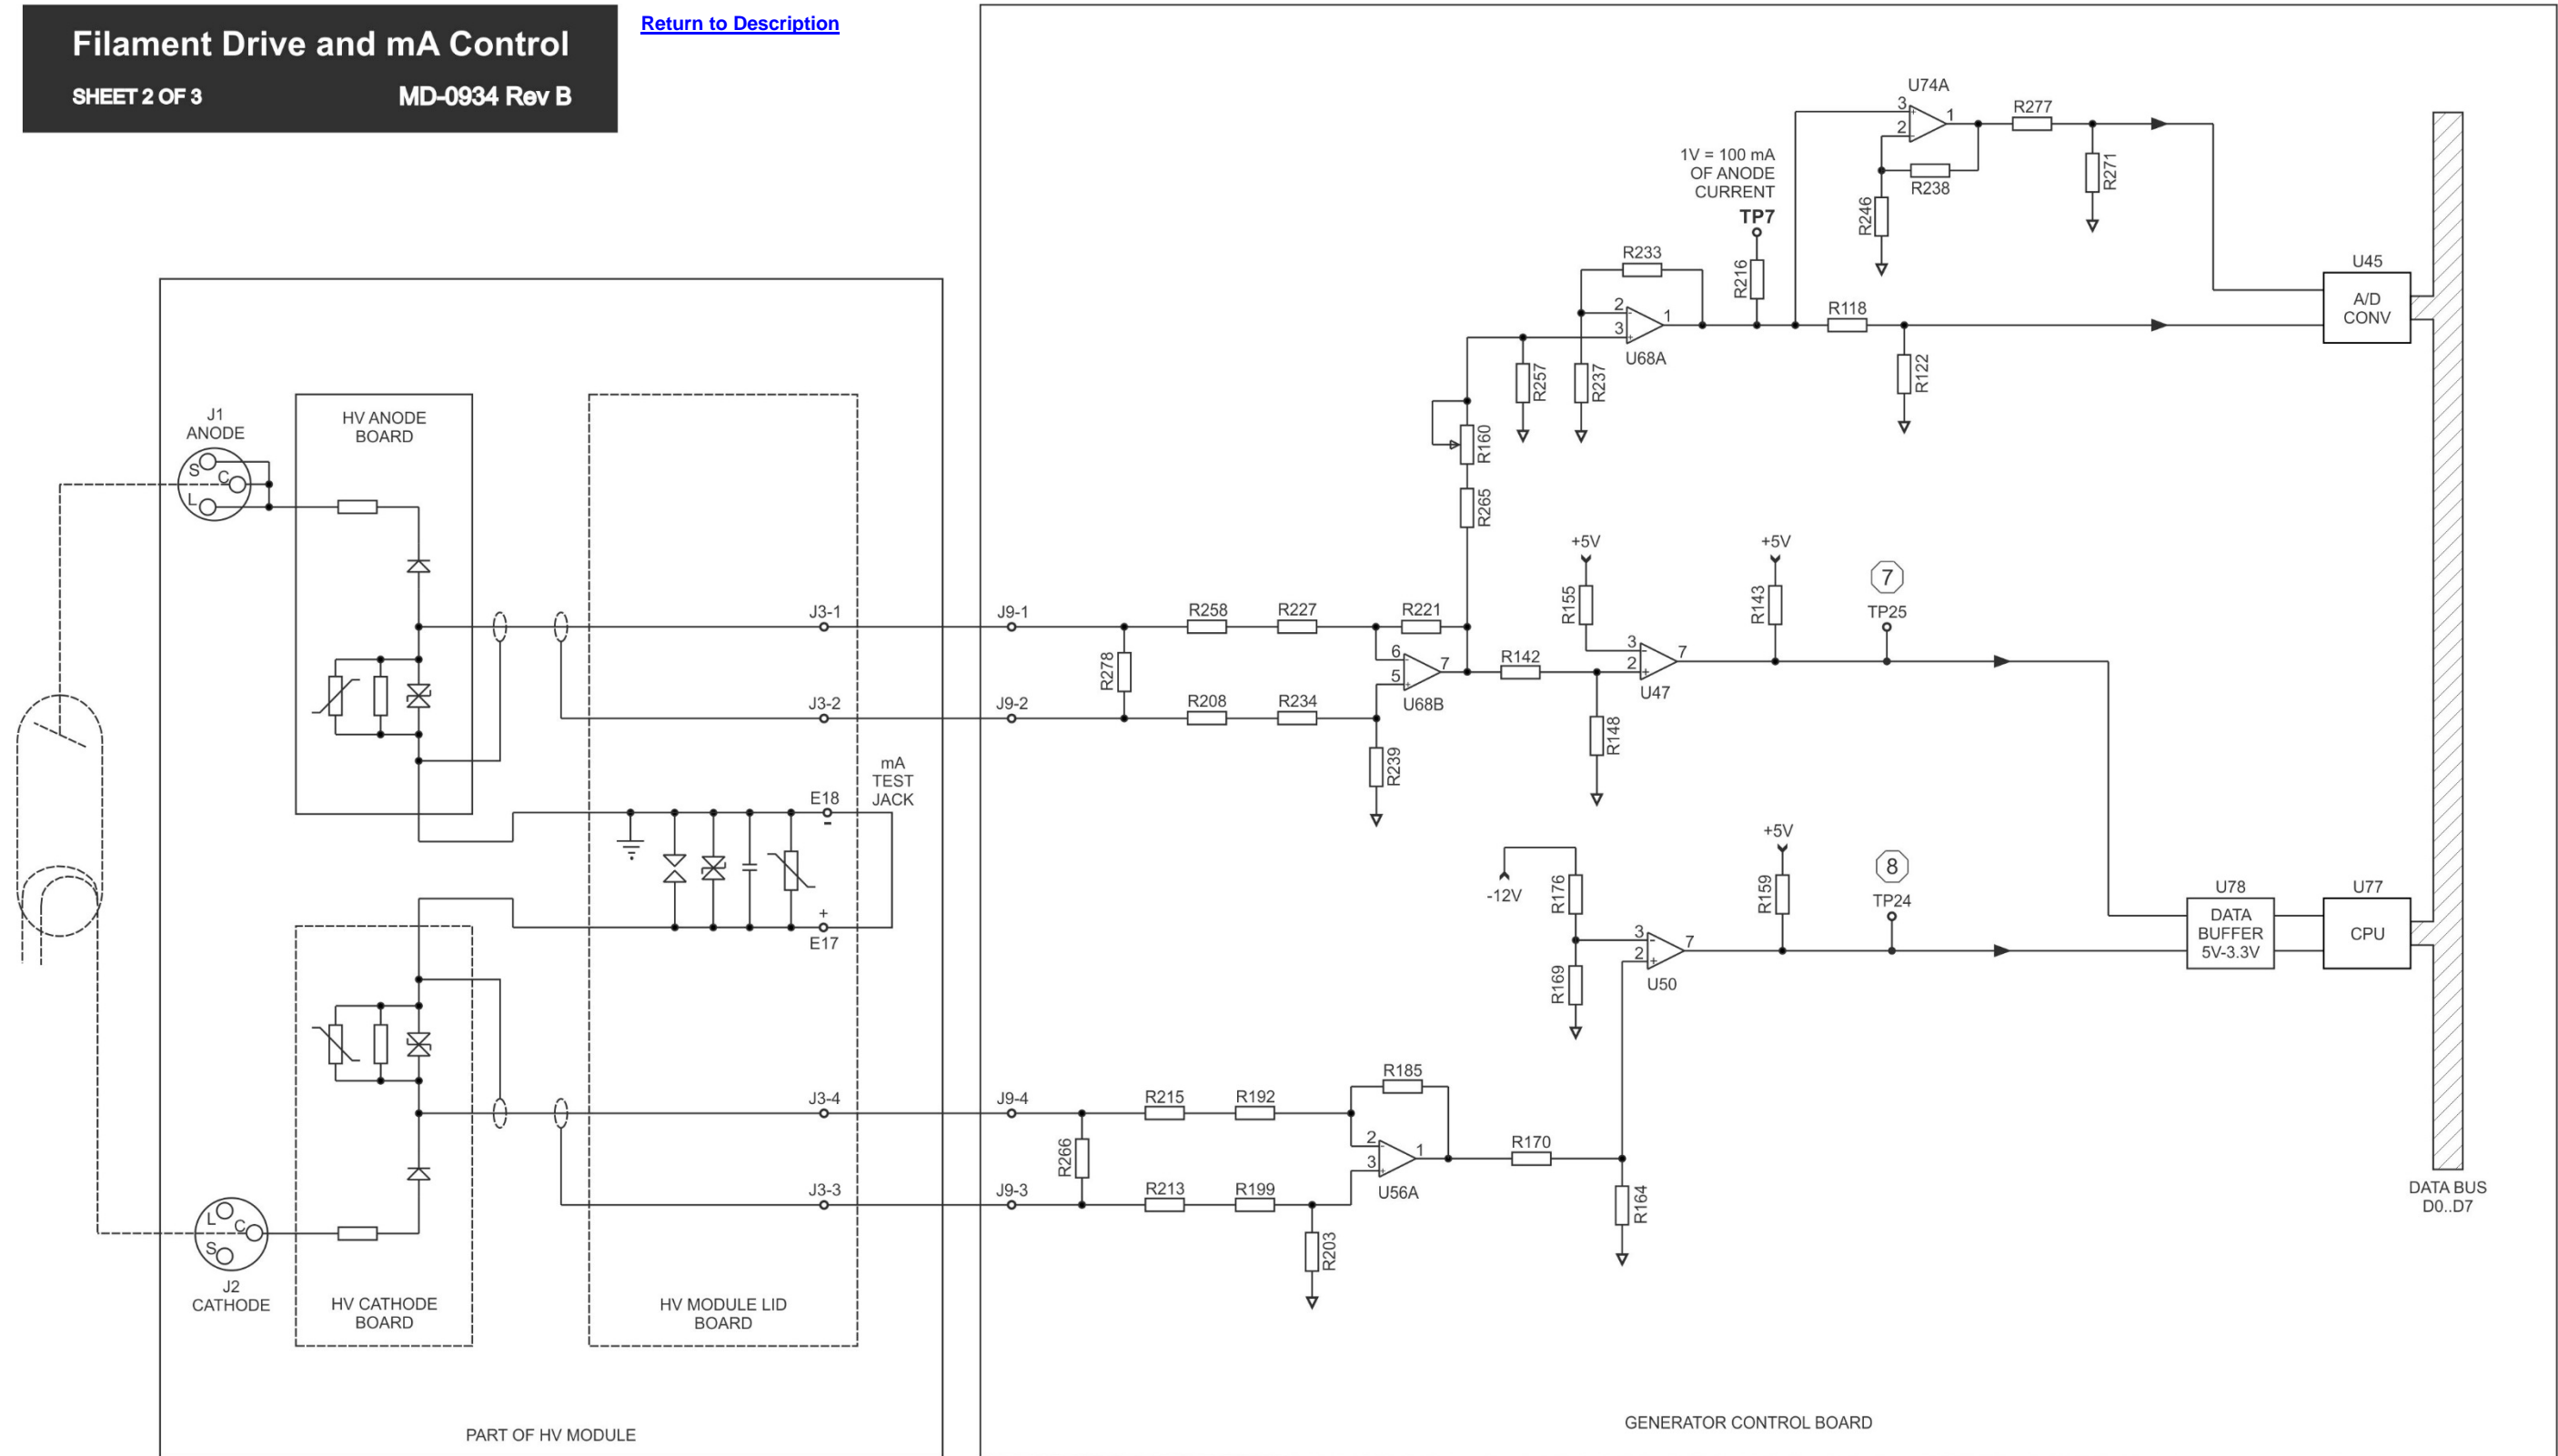 Filament Drive and mA Control
SHEET 2 OF 3 MD-0934 Rev B
Return to Description
U74A
3
2
1
R277
R238
R246
R271
1V = 100 mA
OF ANODE
CURRENT
TP7
R216
R233
2
3
1
U68A
R118
R122
R257
R237
U45
A/D
CONV
R160
R265
J1
ANODE
S
C
L
HV ANODE
BOARD
J3-1
J9-1
R258
R227
R221
R278
6
5
7
U68B
J3-2
J9-2
R208
R234
R239
R142
R148
+5V
R155
3
2
7
U47
+5V
R143
7
TP25
mA
TEST
JACK
E18
-
+
E17
-12V
R176
R169
3
2
7
U50
+5V
R159
8
TP24
U78
DATA
BUFFER
5V-3.3V
U77
CPU
J3-4
J9-4
R215
R192
R185
R266
2
3
1
U56A
R170
R164
J3-3
J9-3
R213
R199
R203
L
C
S
J2
CATHODE
HV CATHODE
BOARD
HV MODULE LID
BOARD
DATA BUS
D0..D7
PART OF HV MODULE
GENERATOR CONTROL BOARD